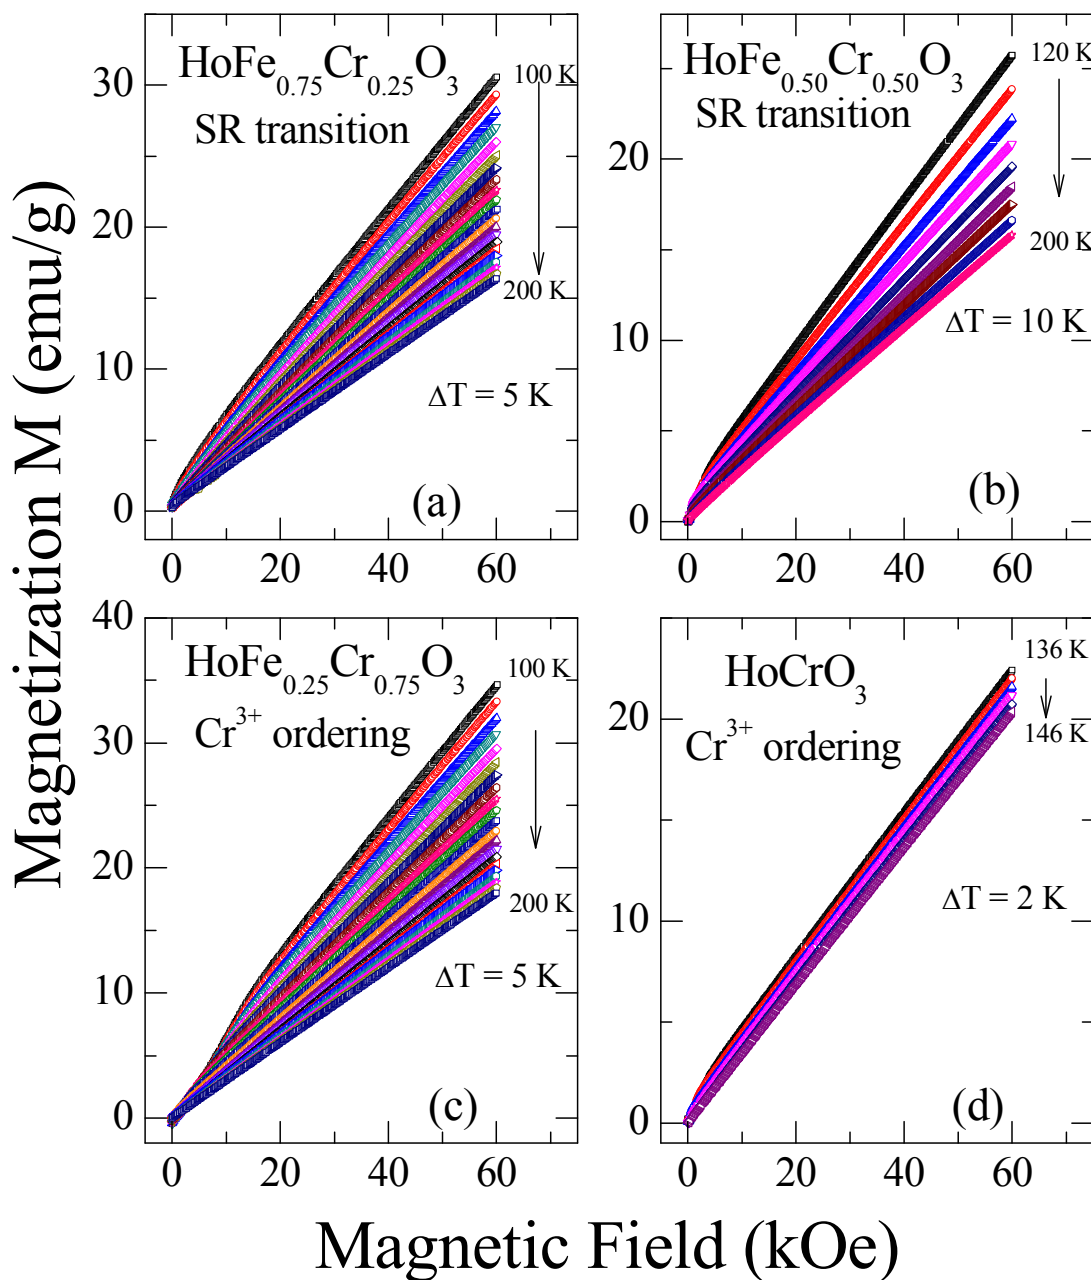 Magnetization M (emu/g)
HoFe0.75Cr0.25O3
SR transition
100 K
200 K
ΔT = 5 K
(a)
30
20
10
0
0 20 40 60
HoFe0.50Cr0.50O3
SR transition
120 K
200 K
ΔT = 10 K
(b)
20
10
0
0 20 40 60
HoFe0.25Cr0.75O3
Cr3+ ordering
100 K
200 K
ΔT = 5 K
(c)
40
30
20
10
0
0 20 40 60
HoCrO3
Cr3+ ordering
136 K
146 K
ΔT = 2 K
(d)
20
10
0
0 20 40 60
Magnetic Field (kOe)